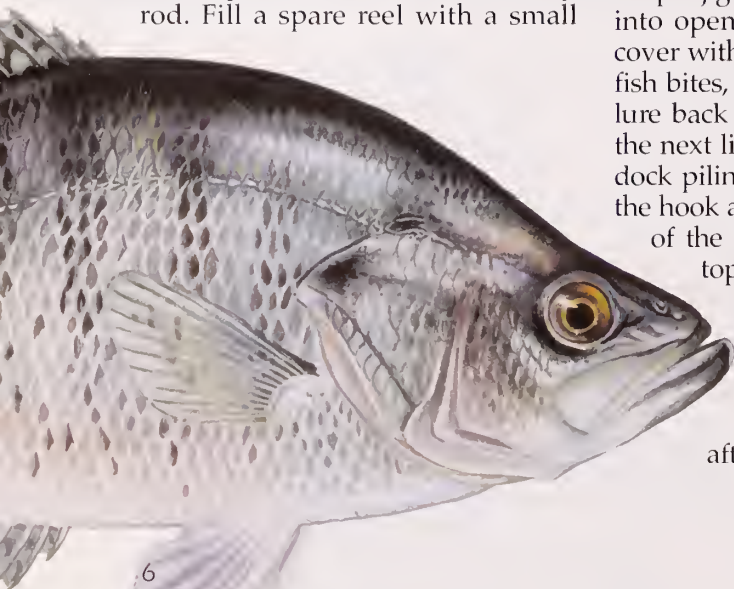 rod. Fill a spare reel with a small
into open
cover with
fish bites,
lure back
the next li
dock pilin
the hook a
of the
top
aft
6